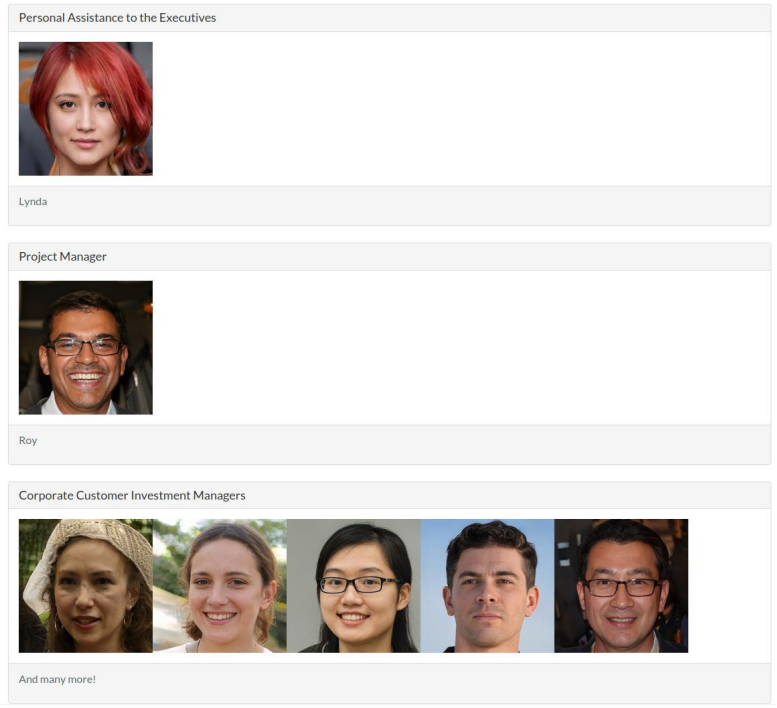 Personal Assistance to the Executives
Lynda
Project Manager
Roy
Corporate Customer Investment Managers
And many more!